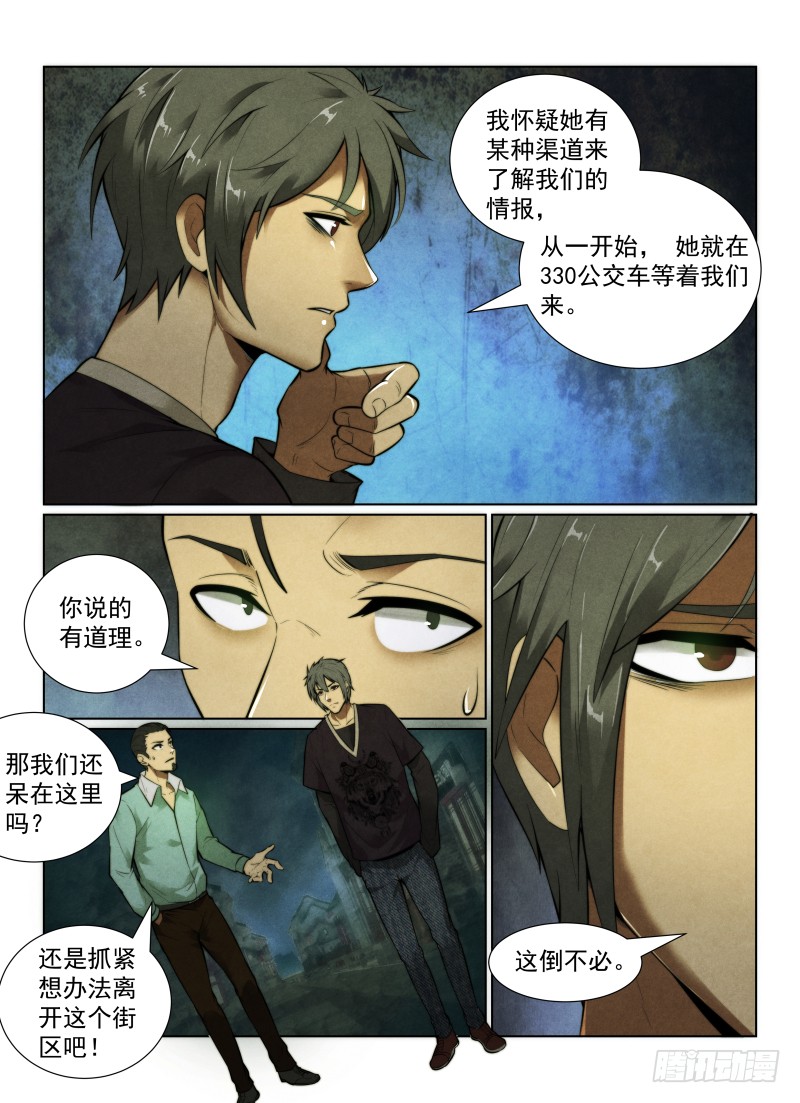 我怀疑她有
某种渠道来
了解我们的
情报，
从一开始， 她就在
330公交车等着我们
来。
你说的
有道理。
那我们还
呆在这里
吗？
还是抓紧
想办法离
开这个街
区吧！
这倒不必。
腾讯动漫